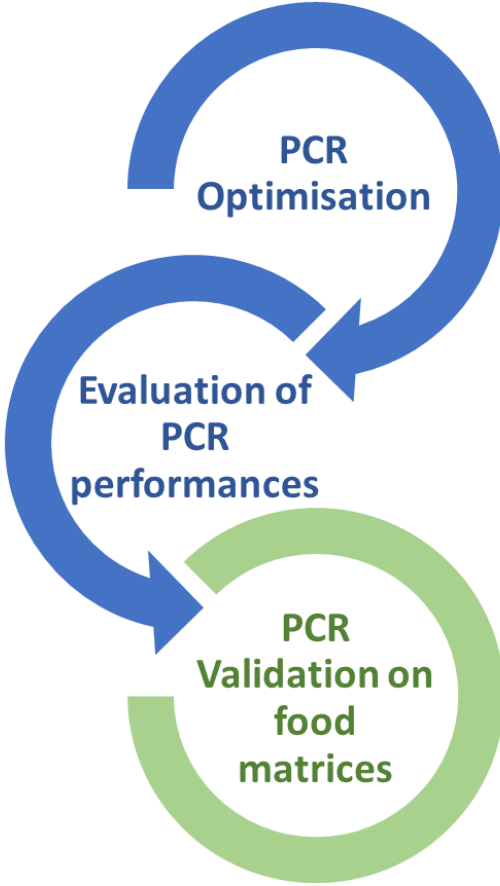 PCR
Optimisation
Evaluation of
PCR
performances
PCR
Validation on
food
matrices